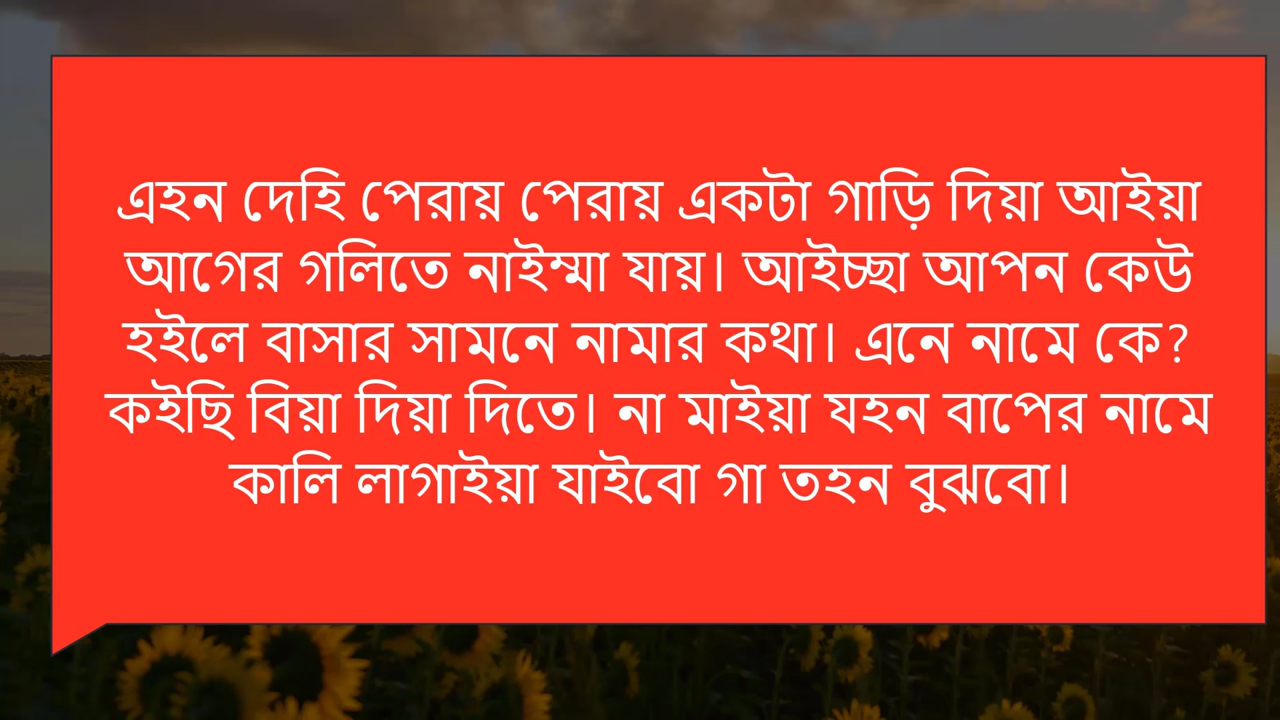 এহন দেহি পেরায় পেরায় একটা গাড়ি দিয়া আইয়া
আগের গলিতে নাইম্মা যায়। আইচ্ছা আপন কেউ
হইলে বাসার সামনে নামার কথা। এনে নামে কে?
কইছি বিয়া দিয়া দিতে। না মাইয়া যহন বাপের নামে
কালি লাগাইয়া যাইবো গা তহন বুঝবো।